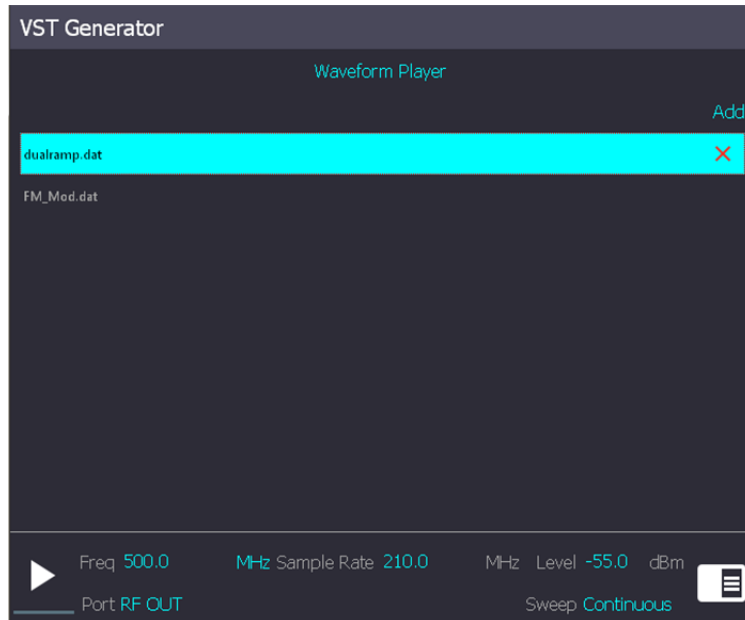 VST Generator
Waveform Player
Add
dualramp.dat
FM_Mod.dat
Freq 500.0 MHz Sample Rate 210.0 MHz Level -55.0 dBm
Port RF OUT Sweep Continuous